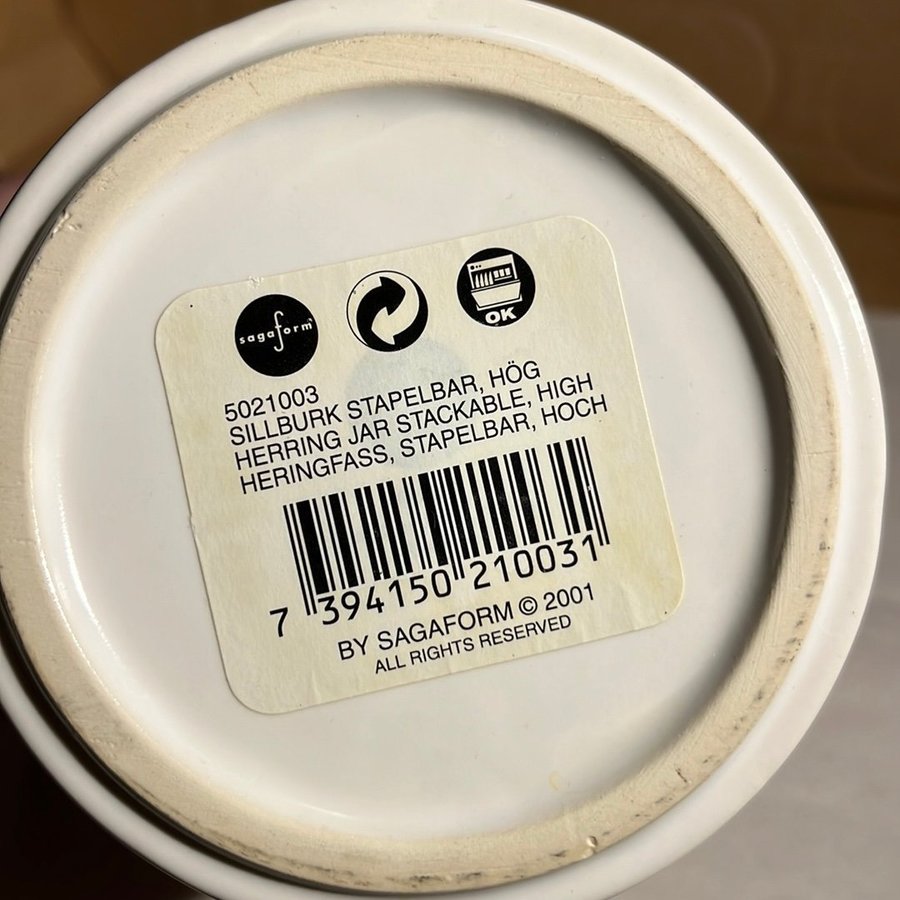 sagaform
OK
5021003
SILLBURK STAPELBAR, HÖG
HERRING JAR STACKABLE, HIGH
HERINGFASS, STAPELBAR, HOCH
7 394150 210031
BY SAGAFORM © 2001
ALL RIGHTS RESERVED